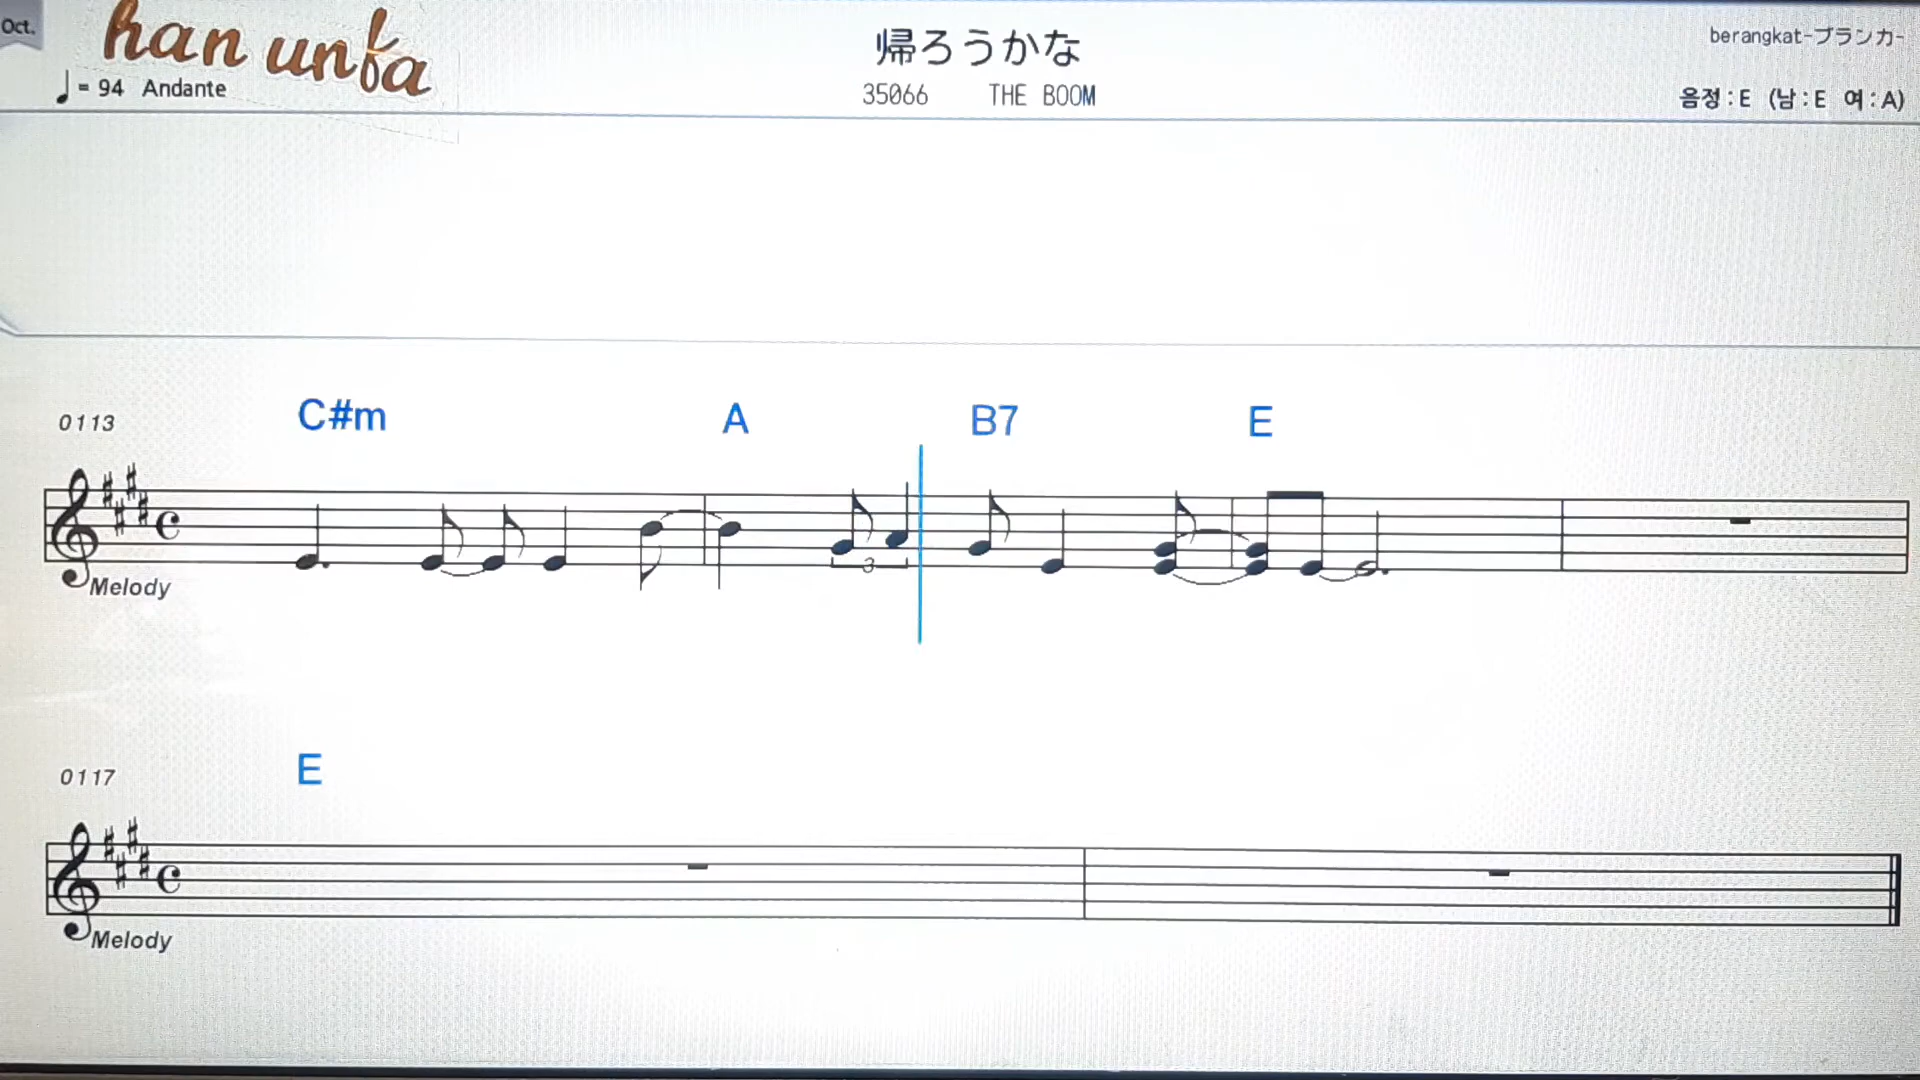 Oct.
han unfa
♩= 94 Andante
帰ろうかな
35066 THE BOOM
berangkat-ブランカ-
음정:E (남:E 여:A)
0113
C#m A B7 E
3
Melody
0117
E
Melody